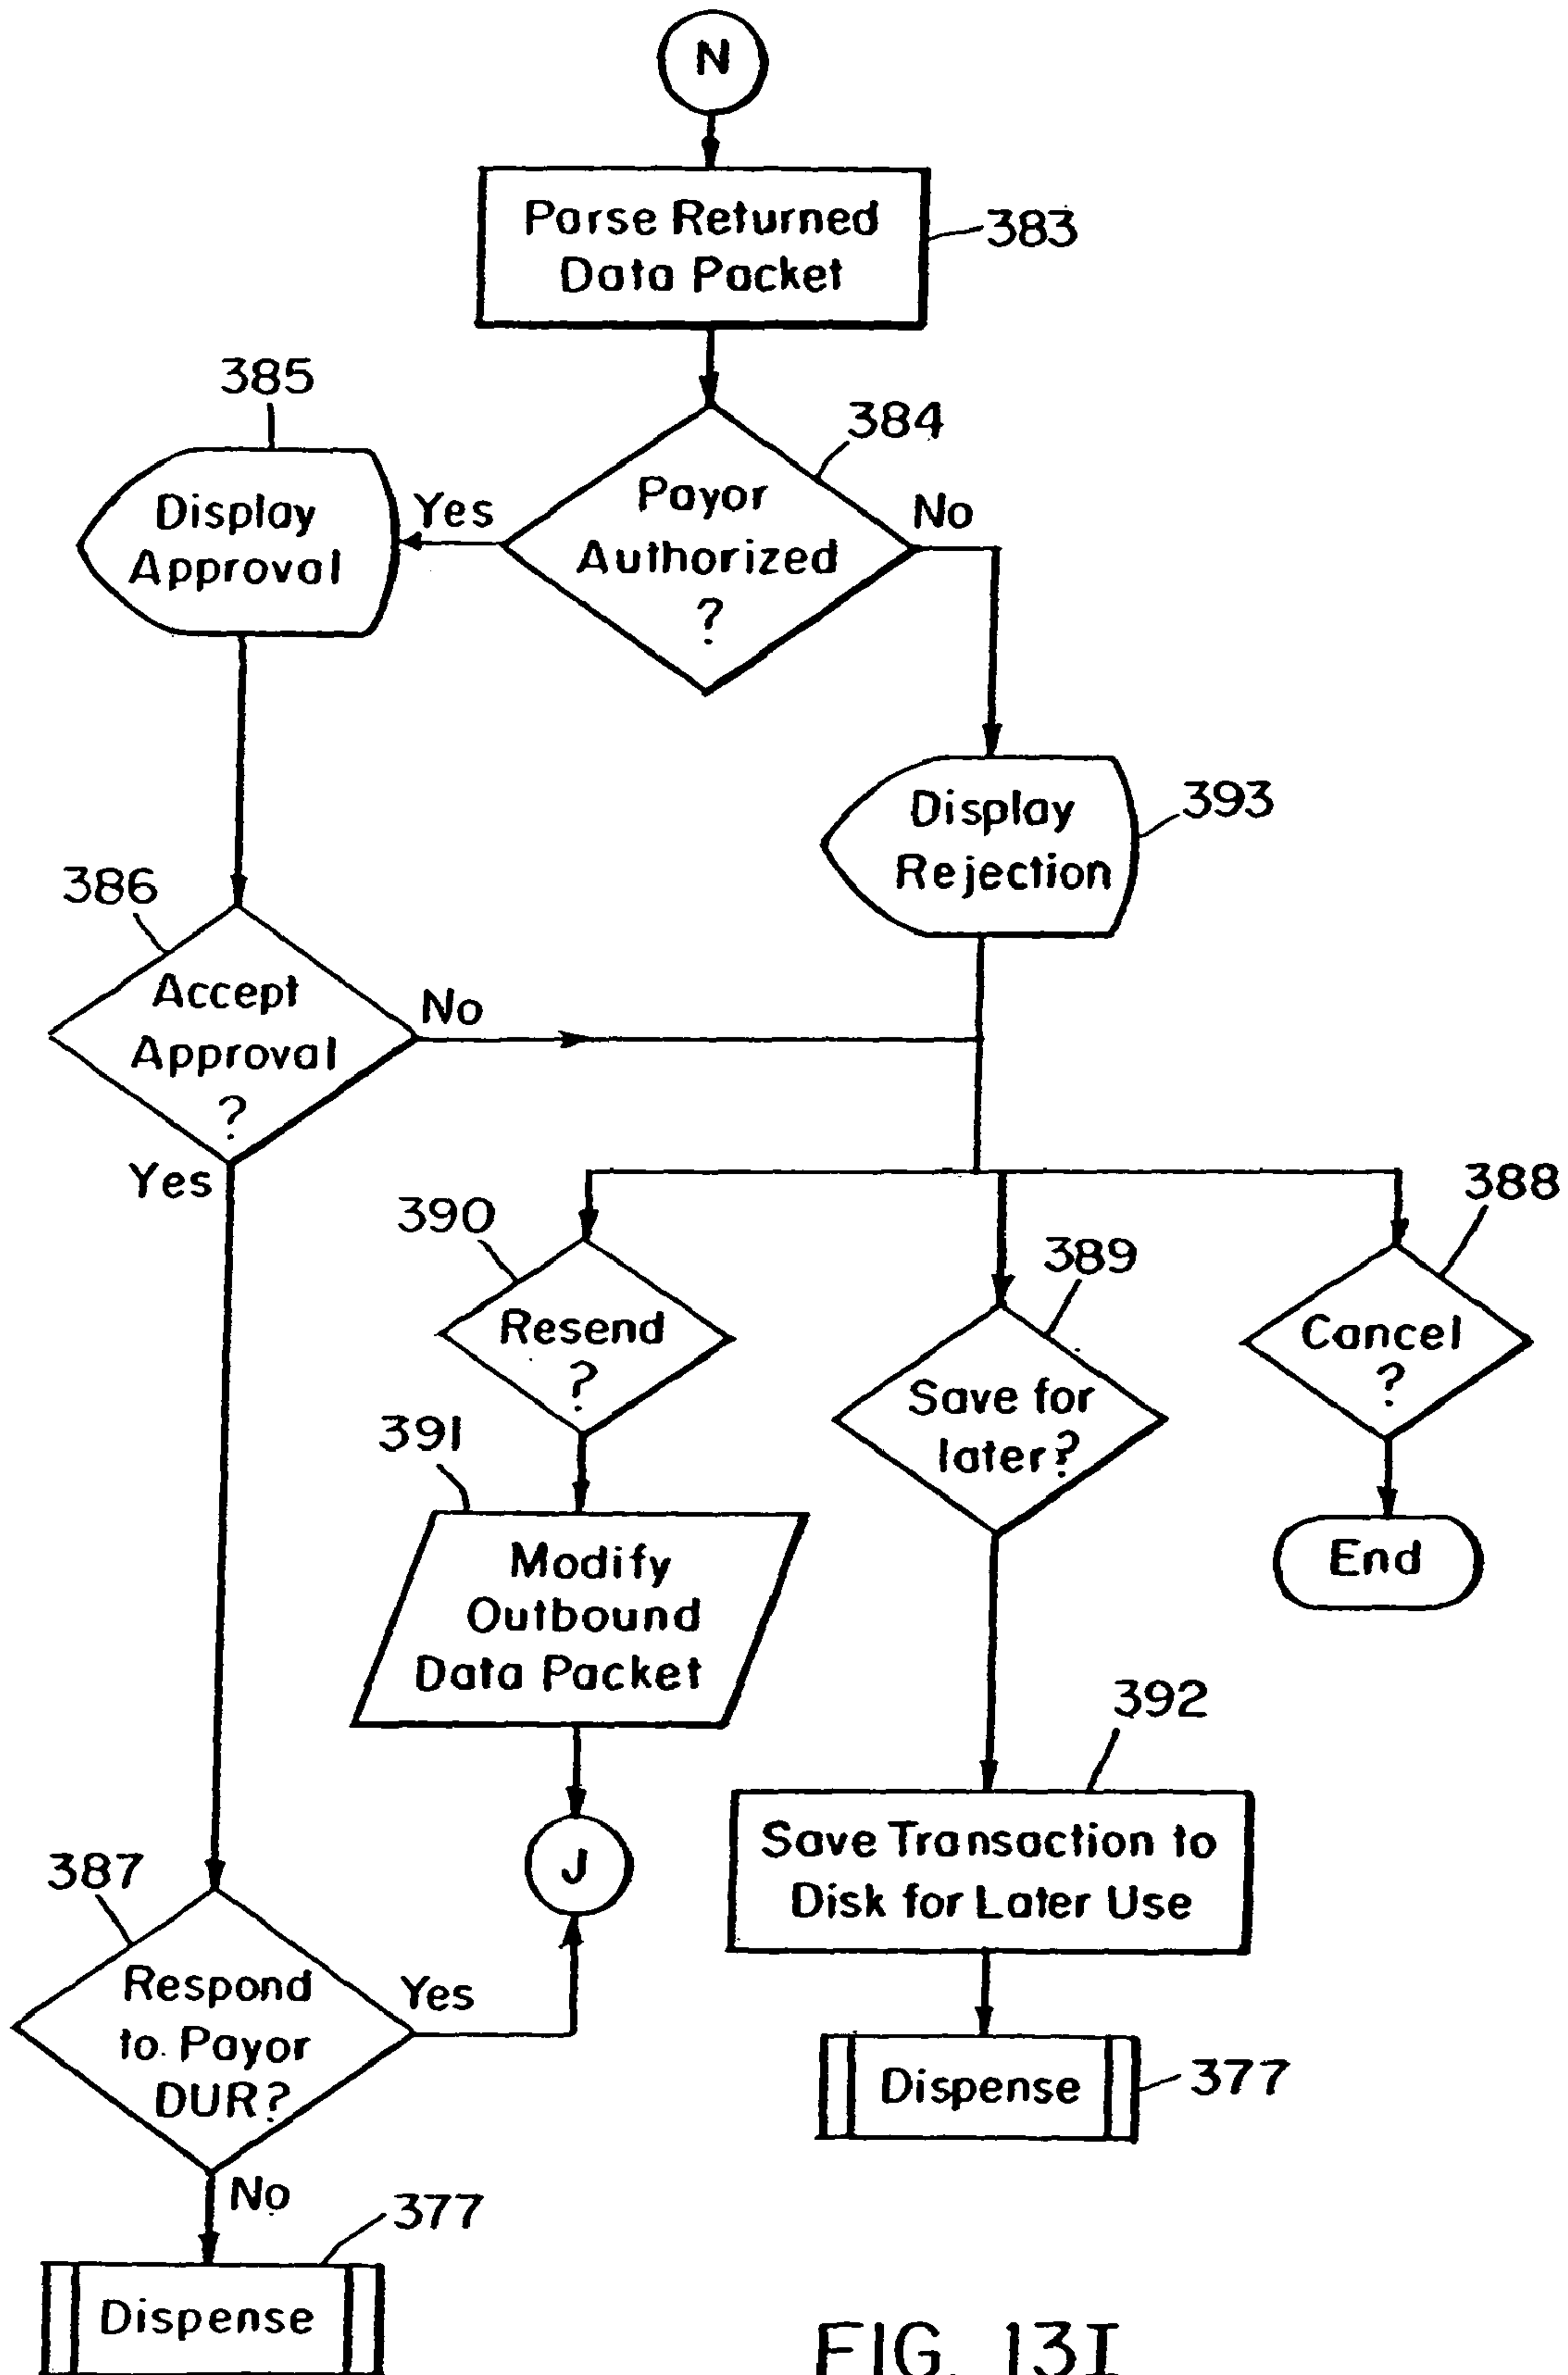 N
Parse Returned
Data Packet
383
385
384
Display
Approval
Yes
Payor
Authorized
?
No
Display
Rejection
393
386
Accept
Approval
?
No
Yes
390
Resend
?
389
Save for
later?
388
Cancel
?
391
Modify
Outbound
Data Packet
End
392
Save Transaction to
Disk for Later Use
J
387
Respond
to Payor
DUR?
Yes
Dispense
377
No
377
Dispense
FIG. 13I